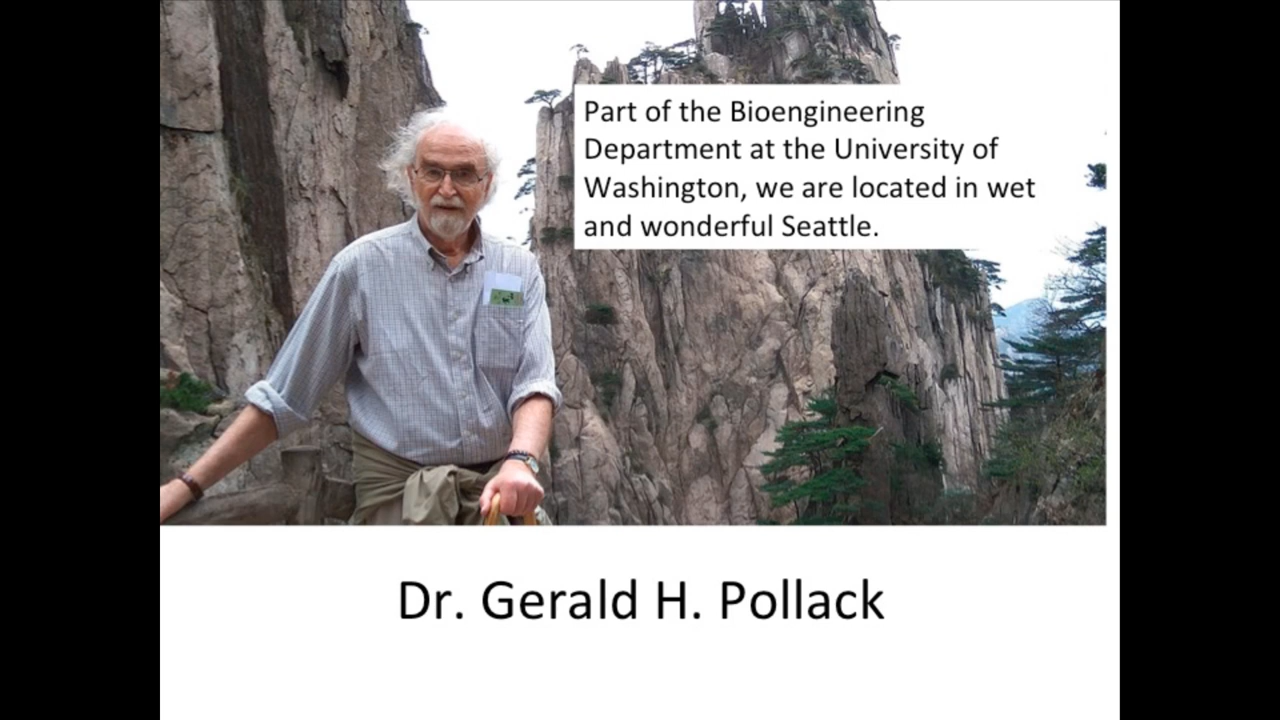 Part of the Bioengineering
Department at the University of
Washington, we are located in wet
and wonderful Seattle.
Dr. Gerald H. Pollack